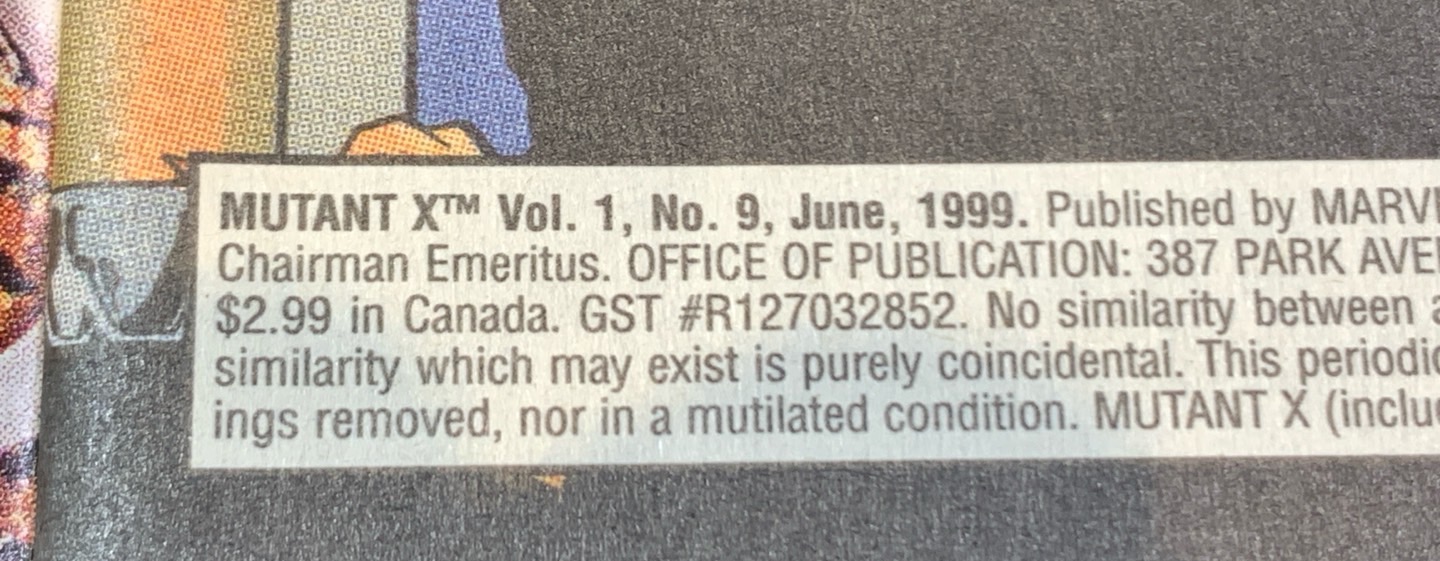 MUTANT X™ Vol. 1, No. 9, June, 1999. Published by
Chairman Emeritus. OFFICE OF PUBLICATION: 387 PARK
$2.99 in Canada. GST #R127032852. No similarity between
similarity which may exist is purely coincidental. This
ings removed, nor in a mutilated condition. MUTANT X